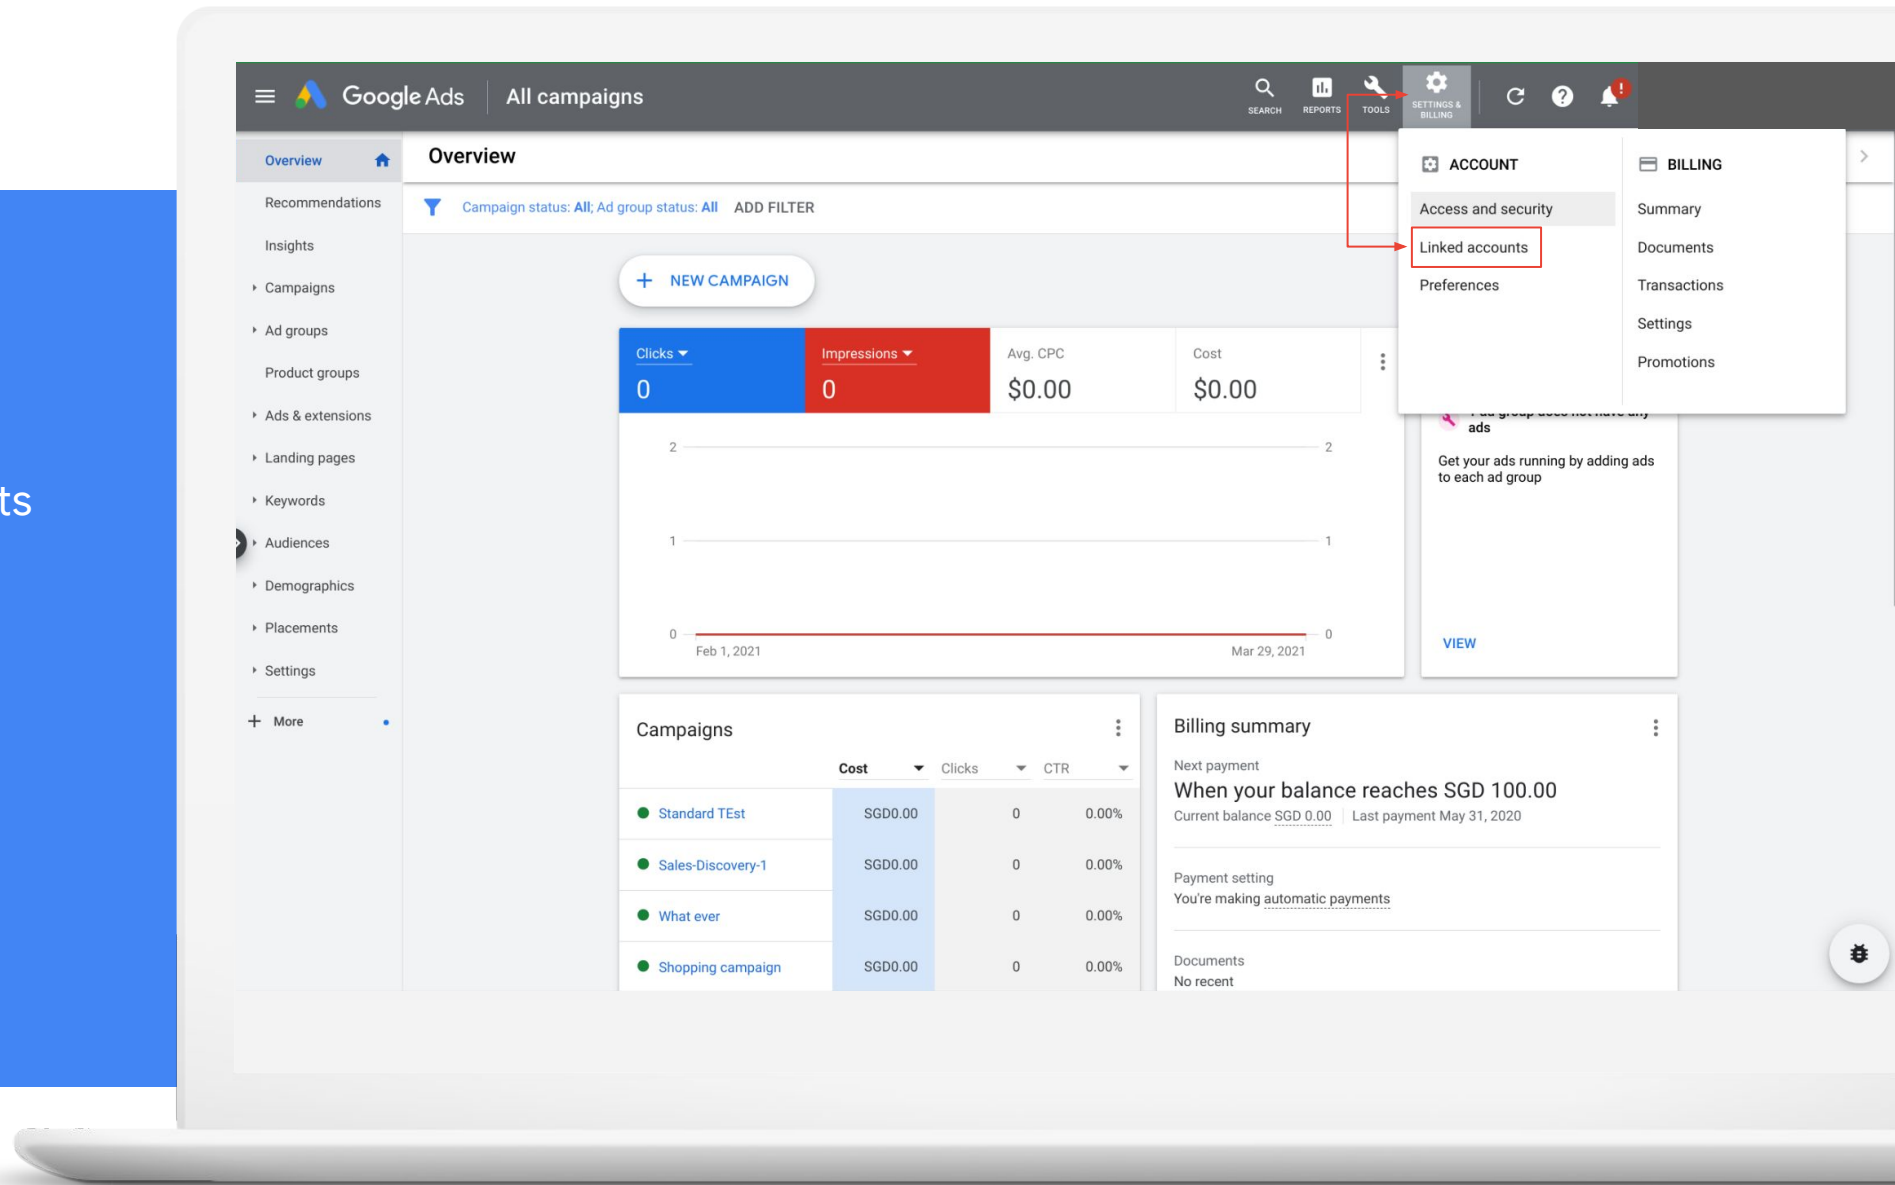 ts
Google Ads
All campaigns
SEARCH
REPORTS
TOOLS
SETTINGS &
BILLING
!
?
Overview
Recommendations
Insights
Campaigns
Ad groups
Product groups
Ads & extensions
Landing pages
Keywords
Audiences
Demographics
Placements
Settings
+ More
Overview
Campaign status: All; Ad group status: All ADD FILTER
ACCOUNT
Access and security
Linked accounts
Preferences
BILLING
Summary
Documents
Transactions
Settings
Promotions
+ NEW CAMPAIGN
Clicks
0
Impressions
0
Avg. CPC
$0.00
Cost
$0.00
2 2
1 1
0 0
Feb 1, 2021 Mar 29, 2021
ad group does not have any
ads
Get your ads running by adding ads
to each ad group
VIEW
Campaigns
Cost Clicks CTR
Standard TEst SGD0.00 0 0.00%
Sales-Discovery-1 SGD0.00 0 0.00%
What ever SGD0.00 0 0.00%
Shopping campaign SGD0.00 0 0.00%
Billing summary
Next payment
When your balance reaches SGD 100.00
Current balance SGD 0.00 Last payment May 31, 2020
Payment setting
You're making automatic payments
Documents
No recent